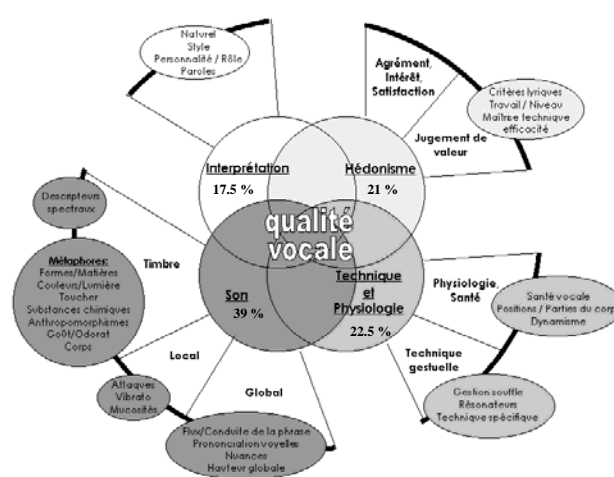 Naturel
Style
Personnalité / Rôle
Paroles
Agrément,
Intérêt,
Satisfaction
Critères lyriques
Travail / Niveau
Maîtrise technique
efficacité
Jugement de
valeur
Interprétation
17.5 %
Hédonisme
21 %
qualité
vocale
Descripteurs
spectraux
Métaphores:
Formes/Matières
Couleurs/Lumière
Toucher
Substances chimiques
Anthropomorphèmes
Goût/Odorat
Corps
Timbre
Son
39 %
Technique
et
Physiologie
22.5 %
Physiologie,
Santé
Santé vocale
Positions / Parties du corp
Dynamisme
Local
Technique
gestuelle
Attaques
Vibrato
Mucosités
Global
Gestion souffle
Résonateurs
Technique spécifique
Flux/Conduite de la phrase
Prononciation voyelles
Nuances
Hauteur globale